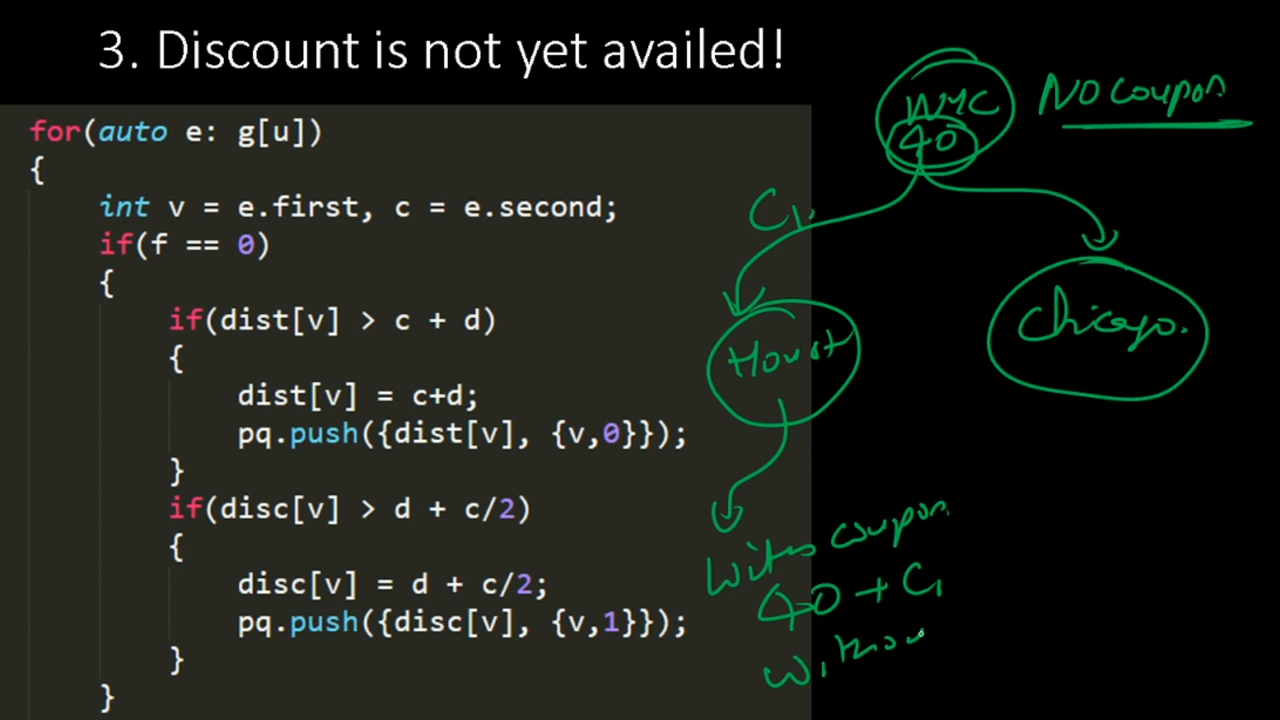 3. Discount is not yet availed!
for(auto e: g[u])
{
int v = e.first, c = e.second;
if(f == 0)
{
if(dist[v] > c + d)
{
dist[v] = c+d;
pq.push({dist[v], {v,0}});
}
if(disc[v] > d + c/2)
{
disc[v] = d + c/2;
pq.push({disc[v], {v,1}});
}
}
NYC
40
NO coupon
C1
Houst
Chicago.
coupon
40 + C1
witho